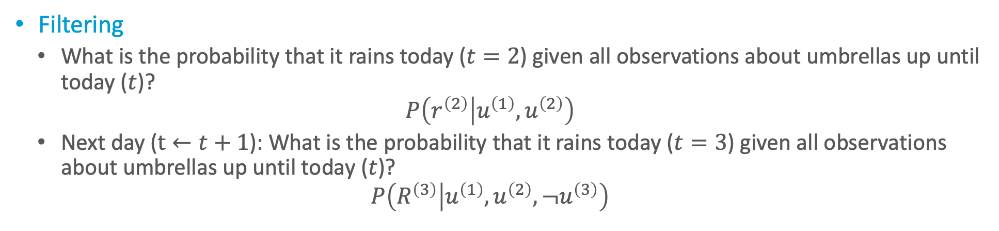 • Filtering
• What is the probability that it rains today (𝑡 = 2) given all observations about umbrellas up until
today (𝑡)?
𝑃(𝑟⁽²⁾|𝑢⁽¹⁾, 𝑢⁽²⁾)
• Next day (t ← 𝑡 + 1): What is the probability that it rains today (𝑡 = 3) given all observations
about umbrellas up until today (𝑡)?
𝑃(𝑅⁽³⁾|𝑢⁽¹⁾, 𝑢⁽²⁾, ¬𝑢⁽³⁾)